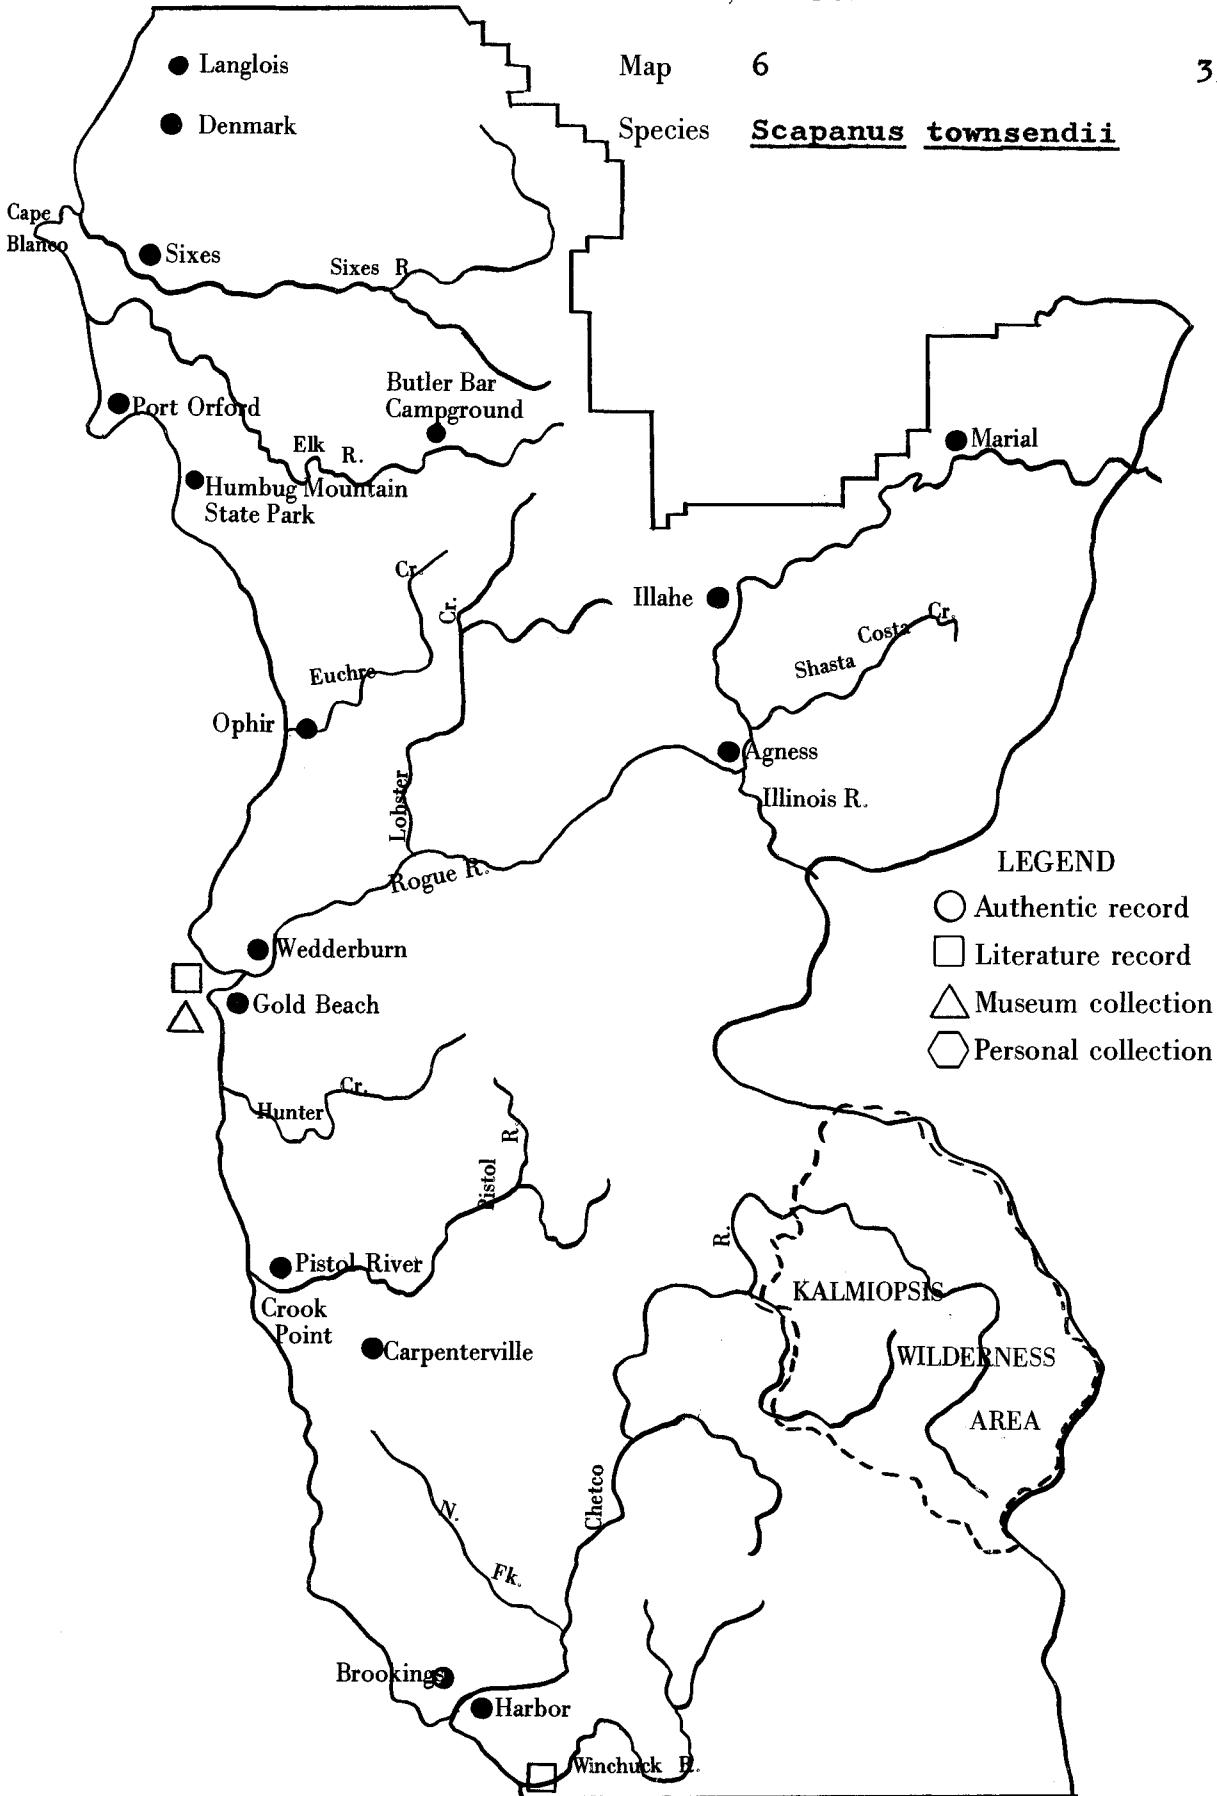 Map 6 3
Species Scapanus townsendii
Langlois
Denmark
Cape
Blanco
Sixes
Sixes R
Butler Bar
Campground
Port Orford
Elk R.
Marial
Humbug Mountain
State Park
Cr.
Cr.
Illahe
Cr.
Costa
Shasta
Euchre
Ophir
Agness
Lobster
Illinois R.
LEGEND
Rogue R.
Authentic record
Wedderburn
Literature record
Gold Beach
Museum collection
Personal collection
Cr.
Hunter
R.
Pistol
R.
Pistol River
KALMIOPSIS
Crook
Point
Carpenterville
WILDERNESS
AREA
Chetco
N.
Fk.
Brookings
Harbor
Winchuck R.